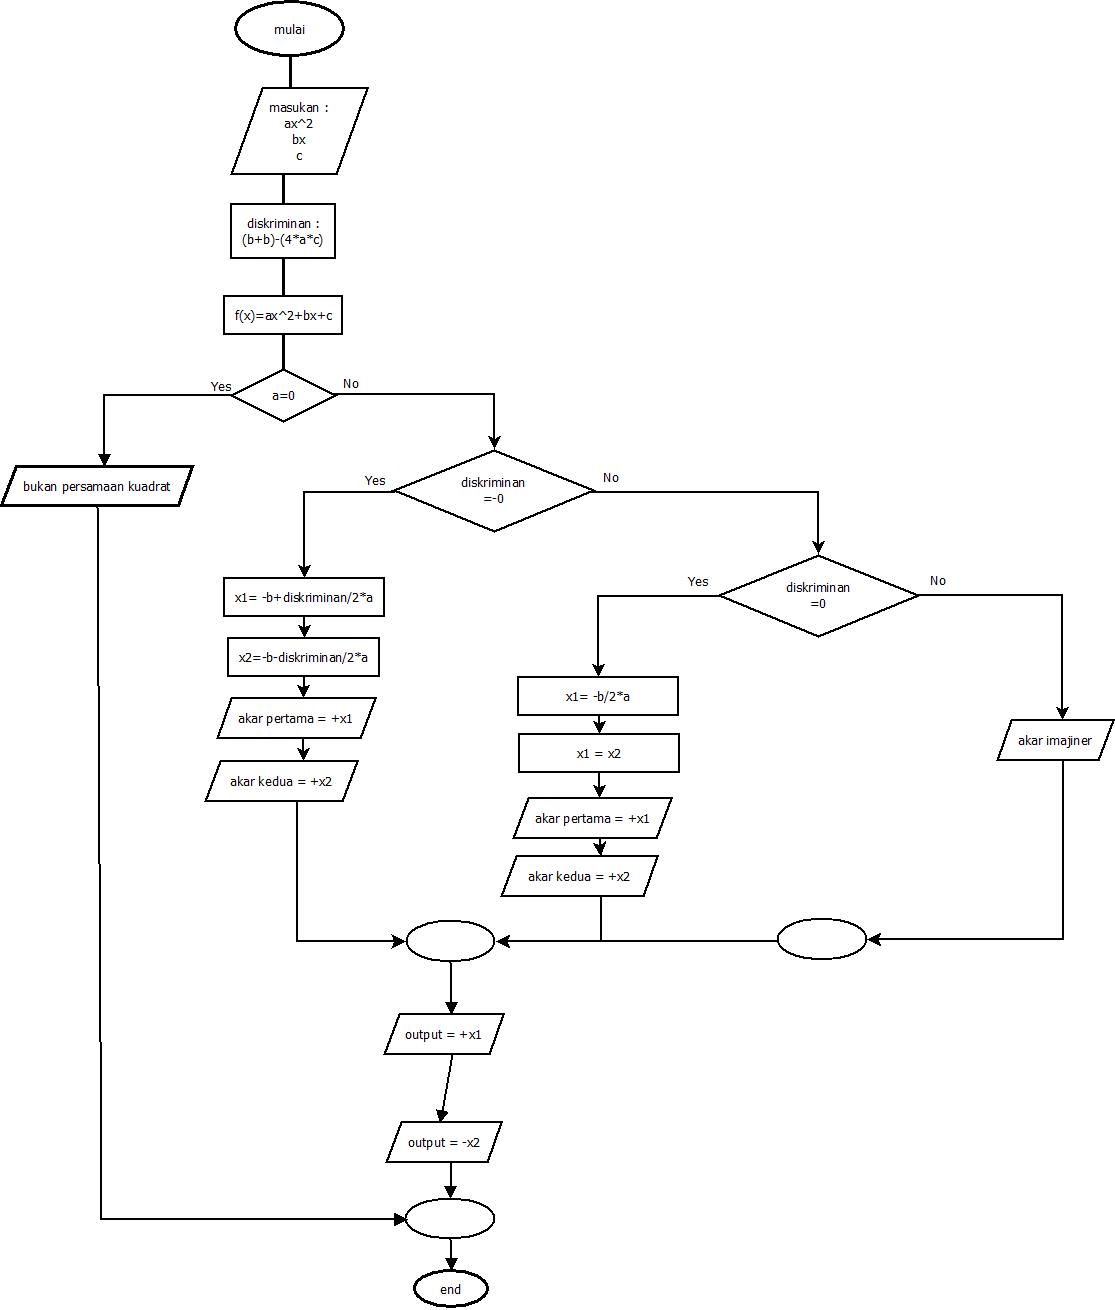 mulai
masukan :
ax^2
bx
c
diskriminan :
(b+b)-(4*a*c)
f(x)=ax^2+bx+c
a=0
Yes
No
bukan persamaan kuadrat
diskriminan
=-0
Yes
No
diskriminan
=0
Yes
No
x1= -b+diskriminan/2*a
x2=-b-diskriminan/2*a
akar pertama = +x1
akar kedua = +x2
x1= -b/2*a
x1 = x2
akar pertama = +x1
akar kedua = +x2
akar imajiner
output = +x1
output = -x2
end